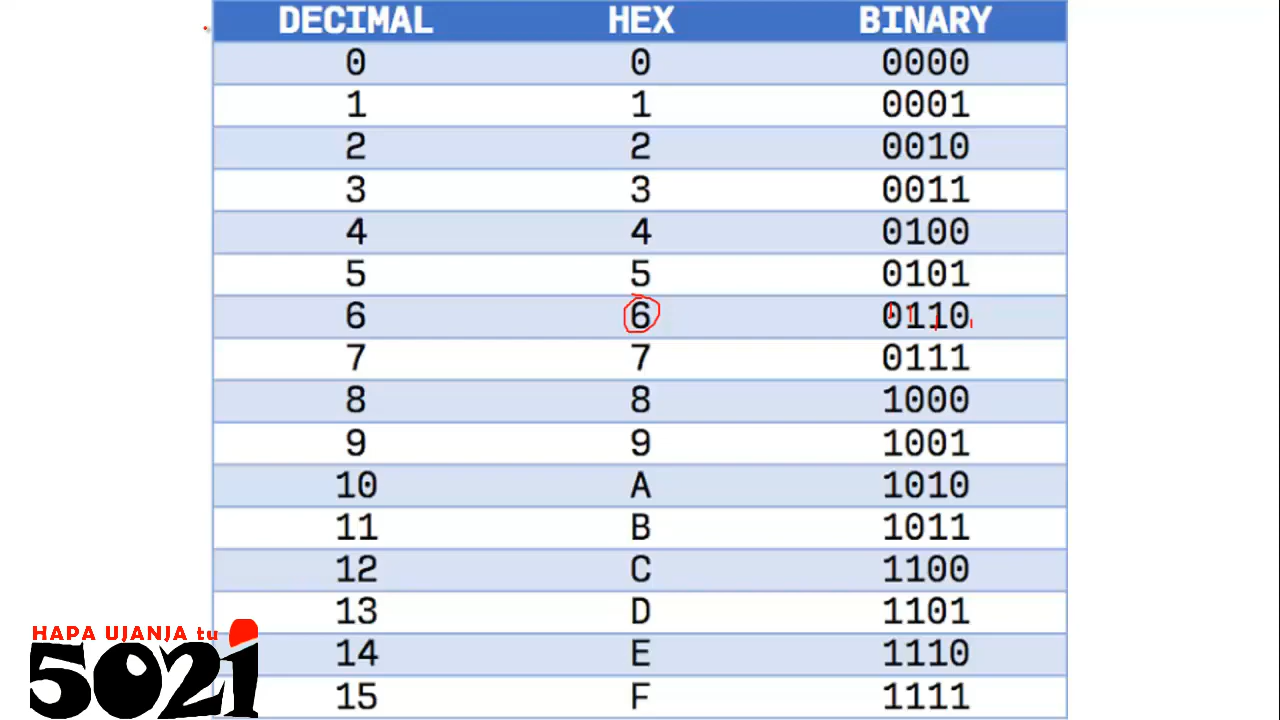 DECIMAL HEX BINARY
0 0 0000
1 1 0001
2 2 0010
3 3 0011
4 4 0100
5 5 0101
6 6 0110
7 7 0111
8 8 1000
9 9 1001
10 A 1010
11 B 1011
12 C 1100
13 D 1101
14 E 1110
15 F 1111
HAPA UJANJA tu
5021